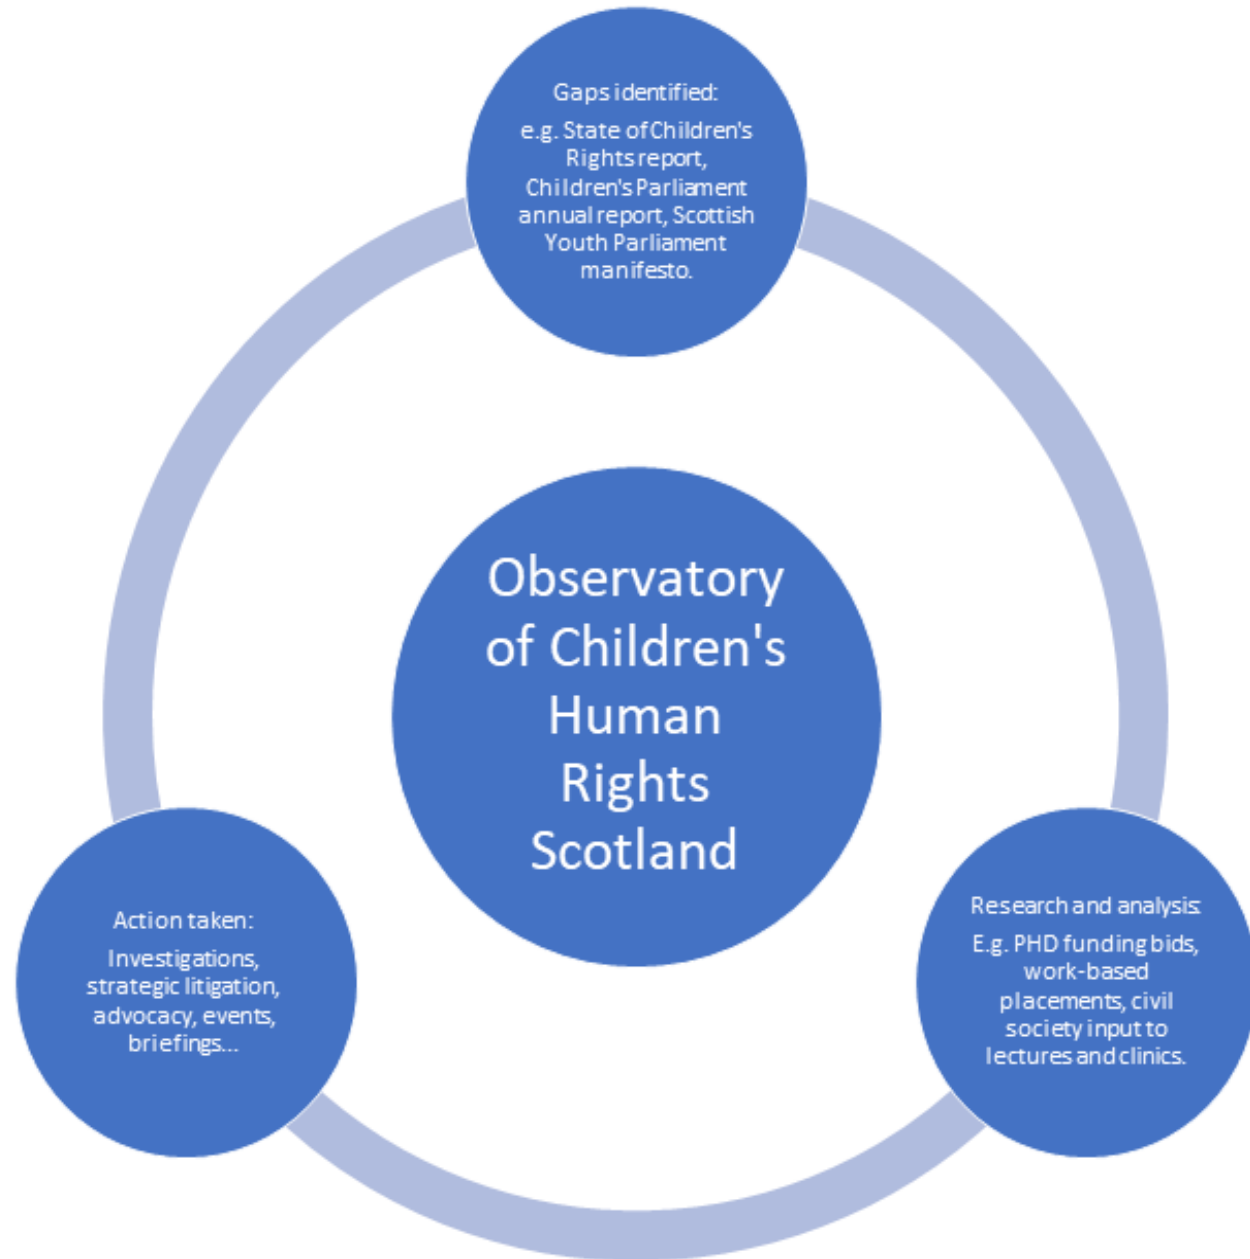 Gaps identified:
e.g. State of Children's
Rights report,
Children's Parliament
annual report, Scottish
Youth Parliament
manifesto.
Observatory
of Children's
Human
Rights
Scotland
Action taken:
Investigations,
strategic litigation,
advocacy, events,
briefings...
Research and analysis:
E.g. PHD funding bids,
work-based
placements, civil
society input to
lectures and clinics.